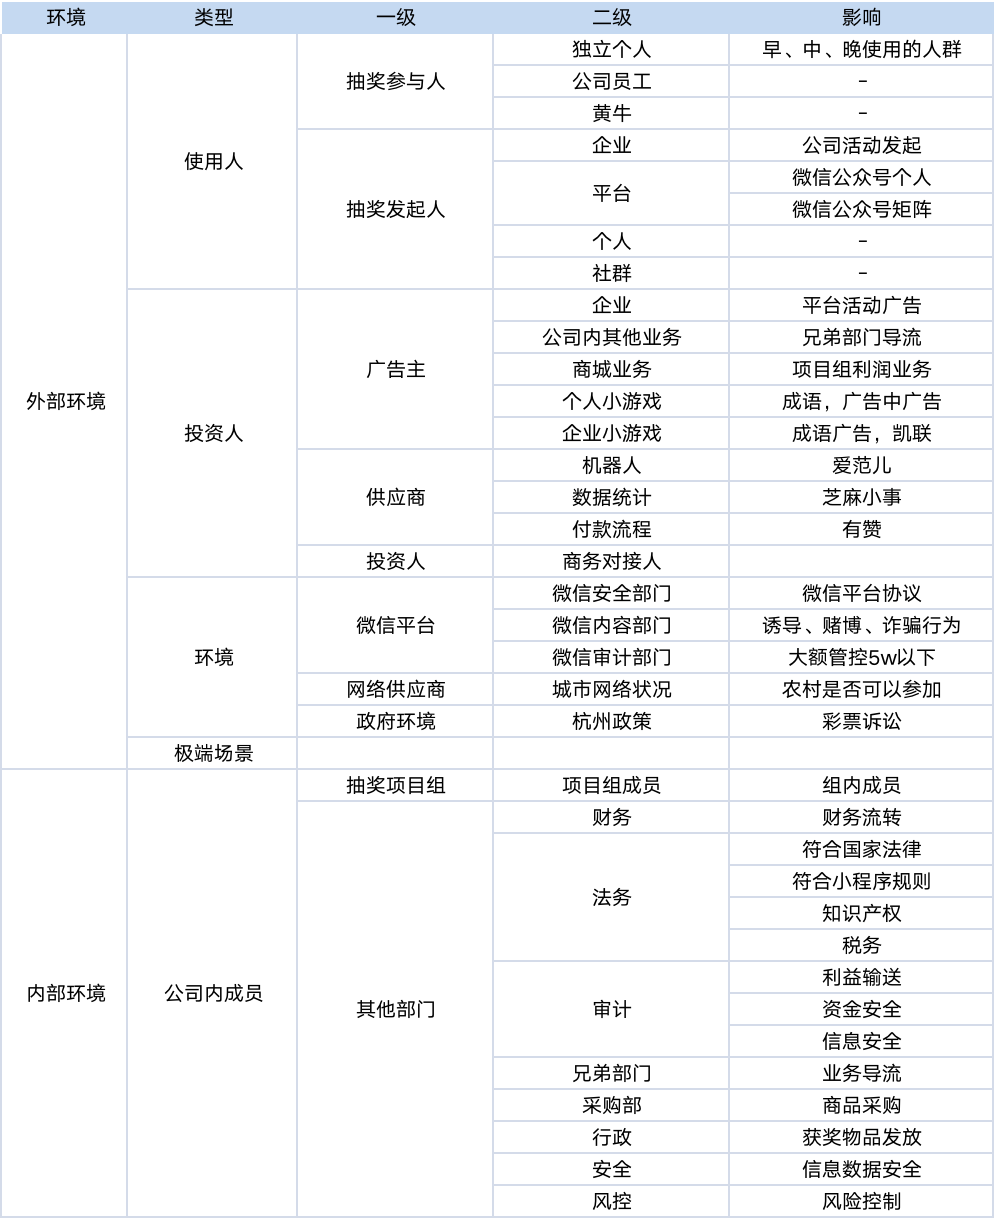 环境 类型 一级 二级 影响
独立个人 早、中、晚使用的人群
抽奖参与人 公司员工 -
黄牛 -
使用人 企业 公司活动发起
抽奖发起人 平台 微信公众号个人
微信公众号矩阵
个人 -
社群 -
企业 平台活动广告
公司内其他业务 兄弟部门导流
广告主 商城业务 项目组利润业务
外部环境 个人小游戏 成语，广告中广告
投资人 企业小游戏 成语广告，凯联
机器人 爱范儿
供应商 数据统计 芝麻小事
付款流程 有赞
投资人 商务对接人
微信安全部门 微信平台协议
微信平台 微信内容部门 诱导、赌博、诈骗行为
环境 微信审计部门 大额管控5w以下
网络供应商 城市网络状况 农村是否可以参加
政府环境 杭州政策 彩票诉讼
极端场景
抽奖项目组 项目组成员 组内成员
财务 财务流转
符合国家法律
法务 符合小程序规则
知识产权
税务
内部环境 公司内成员 利益输送
其他部门 审计 资金安全
信息安全
兄弟部门 业务导流
采购部 商品采购
行政 获奖物品发放
安全 信息数据安全
风控 风险控制